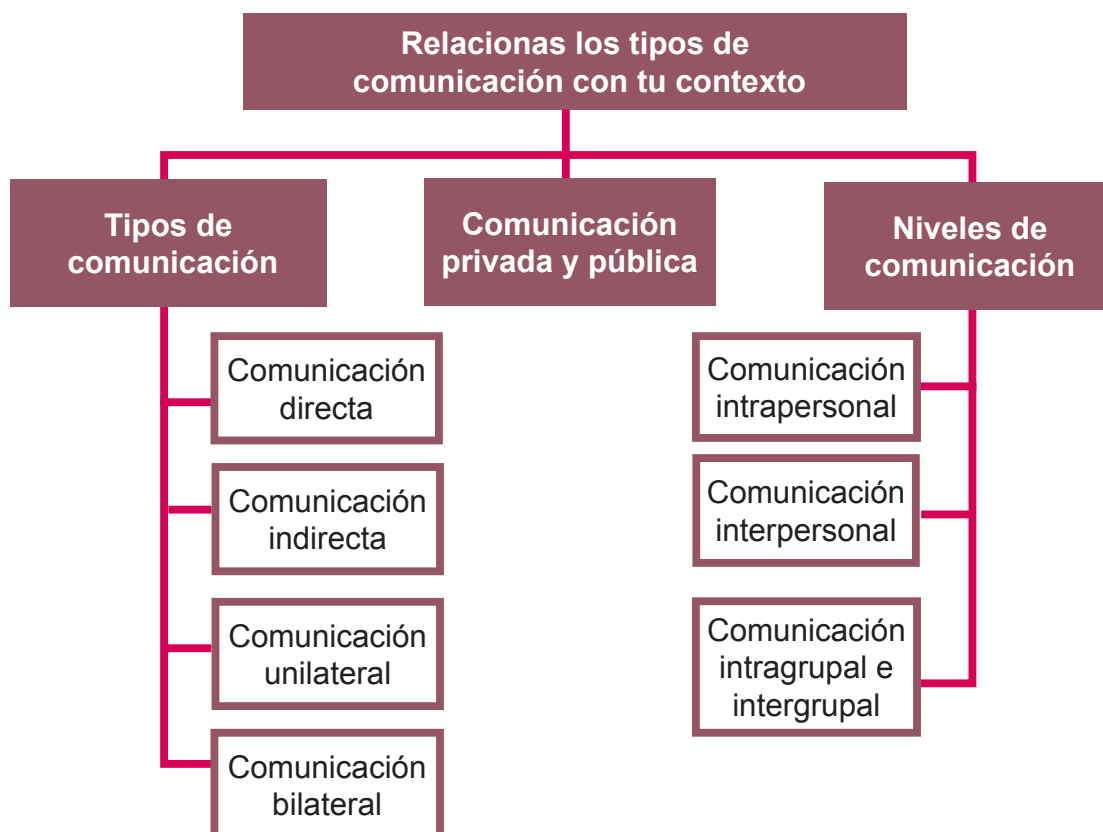 Relacionas los tipos de
comunicación con tu contexto
Tipos de
comunicación
Comunicación
privada y pública
Niveles de
comunicación
Comunicación
directa
Comunicación
indirecta
Comunicación
unilateral
Comunicación
bilateral
Comunicación
intrapersonal
Comunicación
interpersonal
Comunicación
intragrupal e
intergrupal